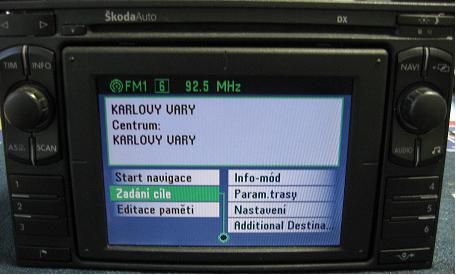 ŠkodaAuto
DX
TIM
INFO
NAVI
FM1 6 92.5 MHz
KARLOVY VARY
Centrum:
KARLOVY VARY
AS
SCAN
AUDIO
Start navigace
Info-mód
Zadání cíle
Param.trasy
Editace paměti
Nastavení
Additional Destina...
1
2
3
4
5
6